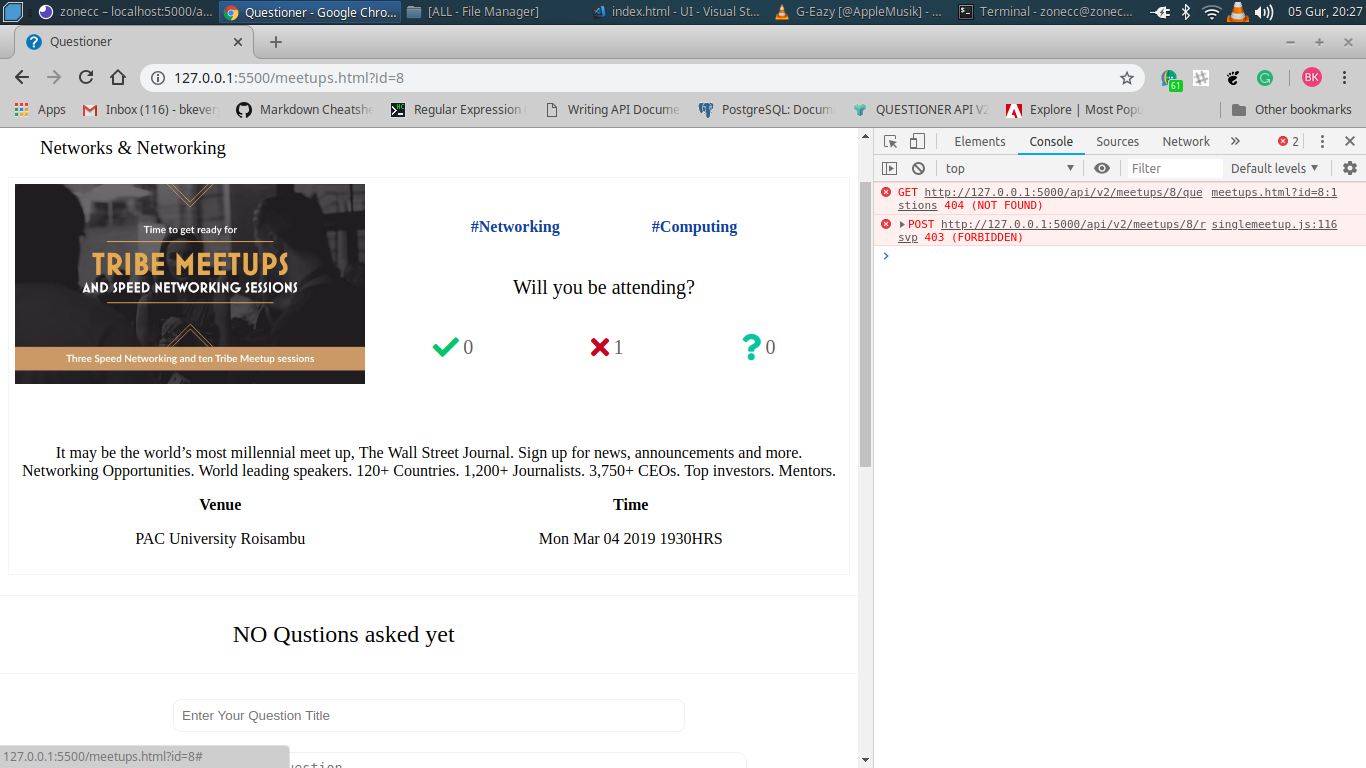 zonecc – localhost:5000/a...
Questioner - Google Chro...
[ALL - File Manager]
index.html - UI - Visual St...
G-Eazy [@AppleMusik] - ...
Terminal - zonecc@zonec...
05 Gur, 20:27
Questioner
127.0.0.1:5500/meetups.html?id=8
61
BK
Apps
Inbox (116) - bkever
Markdown Cheatshe
Regular Expression
Writing API Docume
PostgreSQL: Docum
QUESTIONER API V2
Explore | Most Popu
Other bookmarks
Networks & Networking
Time to get ready for
TRIBE MEETUPS
AND SPEED NETWORKING SESSIONS
Three Speed Networking and ten Tribe Meetup sessions
#Networking
#Computing
Will you be attending?
0
1
0
It may be the world’s most millennial meet up, The Wall Street Journal. Sign up for news, announcements and more.
Networking Opportunities. World leading speakers. 120+ Countries. 1,200+ Journalists. 3,750+ CEOs. Top investors. Mentors.
Venue
Time
PAC University Roisambu
Mon Mar 04 2019 1930HRS
NO Qustions asked yet
Enter Your Question Title
127.0.0.1:5500/meetups.html?id=8#
Elements
Console
Sources
Network
2
top
Filter
Default levels
GET http://127.0.0.1:5000/api/v2/meetups/8/que meetups.html?id=8:1
stions 404 (NOT FOUND)
POST http://127.0.0.1:5000/api/v2/meetups/8/r singlemeetup.js:116
svp 403 (FORBIDDEN)